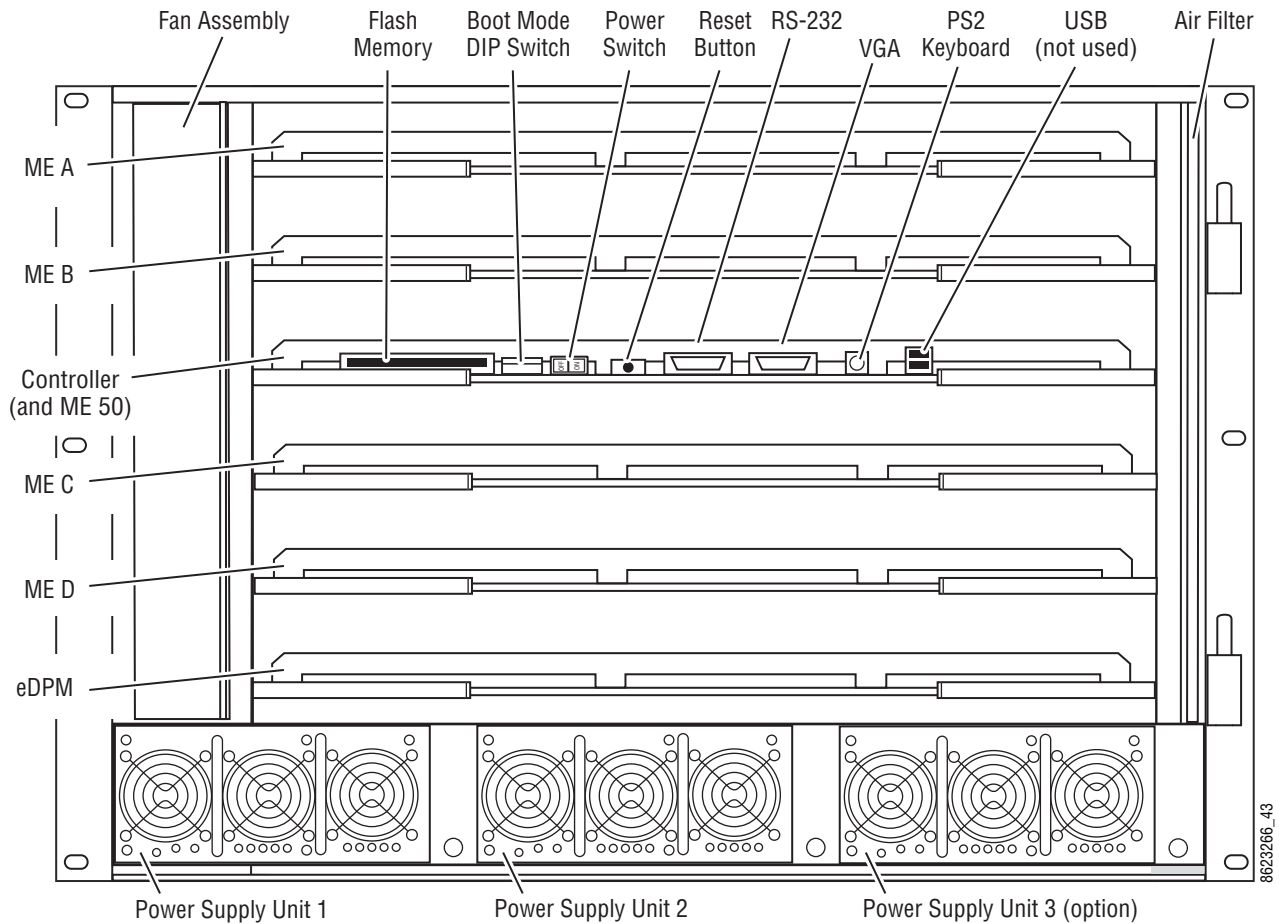 Fan Assembly
Flash
Memory
Boot Mode
DIP Switch
Power
Switch
Reset
Button
RS-232
VGA
PS2
Keyboard
USB
(not used)
Air Filter
ME A
ME B
Controller
(and ME 50)
ME C
ME D
eDPM
OFF
ON
Power Supply Unit 1
Power Supply Unit 2
Power Supply Unit 3 (option)
8623266_43